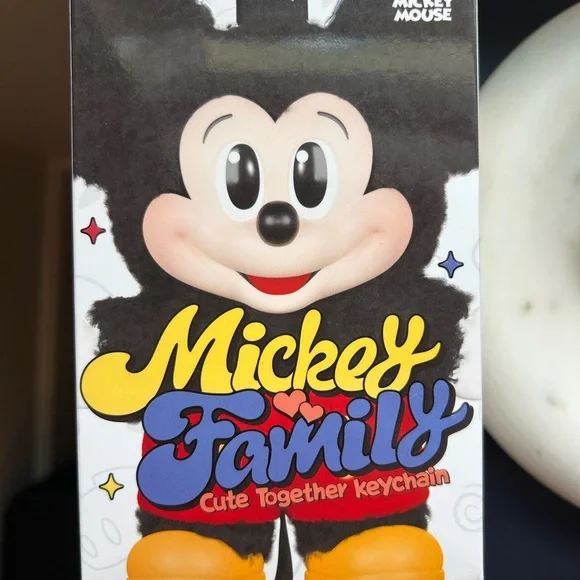 MICKEY
MOUSE
Mickey
Family
Cute Together keychain